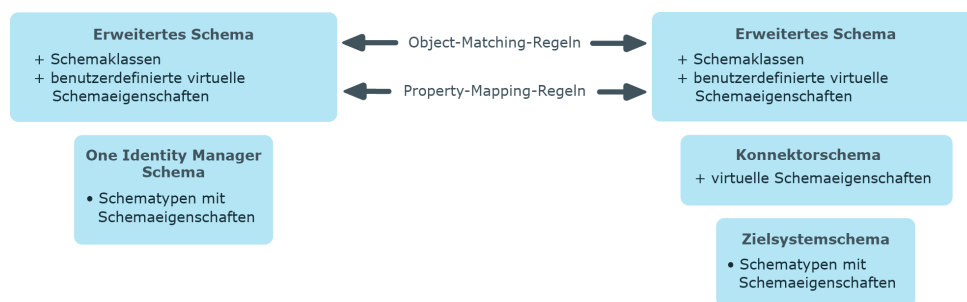 Erweitertes Schema
+ Schemaklassen
+ benutzerdefinierte virtuelle
Schemaeigenschaften
Object-Matching-Regeln
Property-Mapping-Regeln
Erweitertes Schema
+ Schemaklassen
+ benutzerdefinierte virtuelle
Schemaeigenschaften
One Identity Manager
Schema
• Schematypen mit
Schemaeigenschaften
Konnektorschema
+ virtuelle Schemaeigenschaften
Zielsystemschema
• Schematypen mit
Schemaeigenschaften